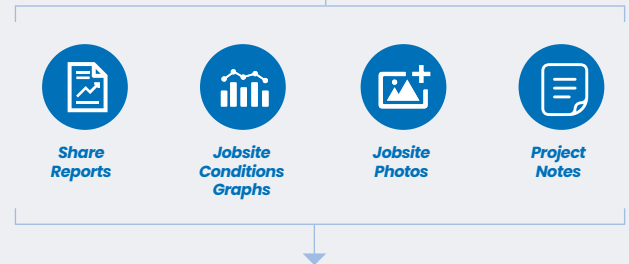 Share
Reports
Jobsite
Conditions
Graphs
Jobsite
Photos
Project
Notes